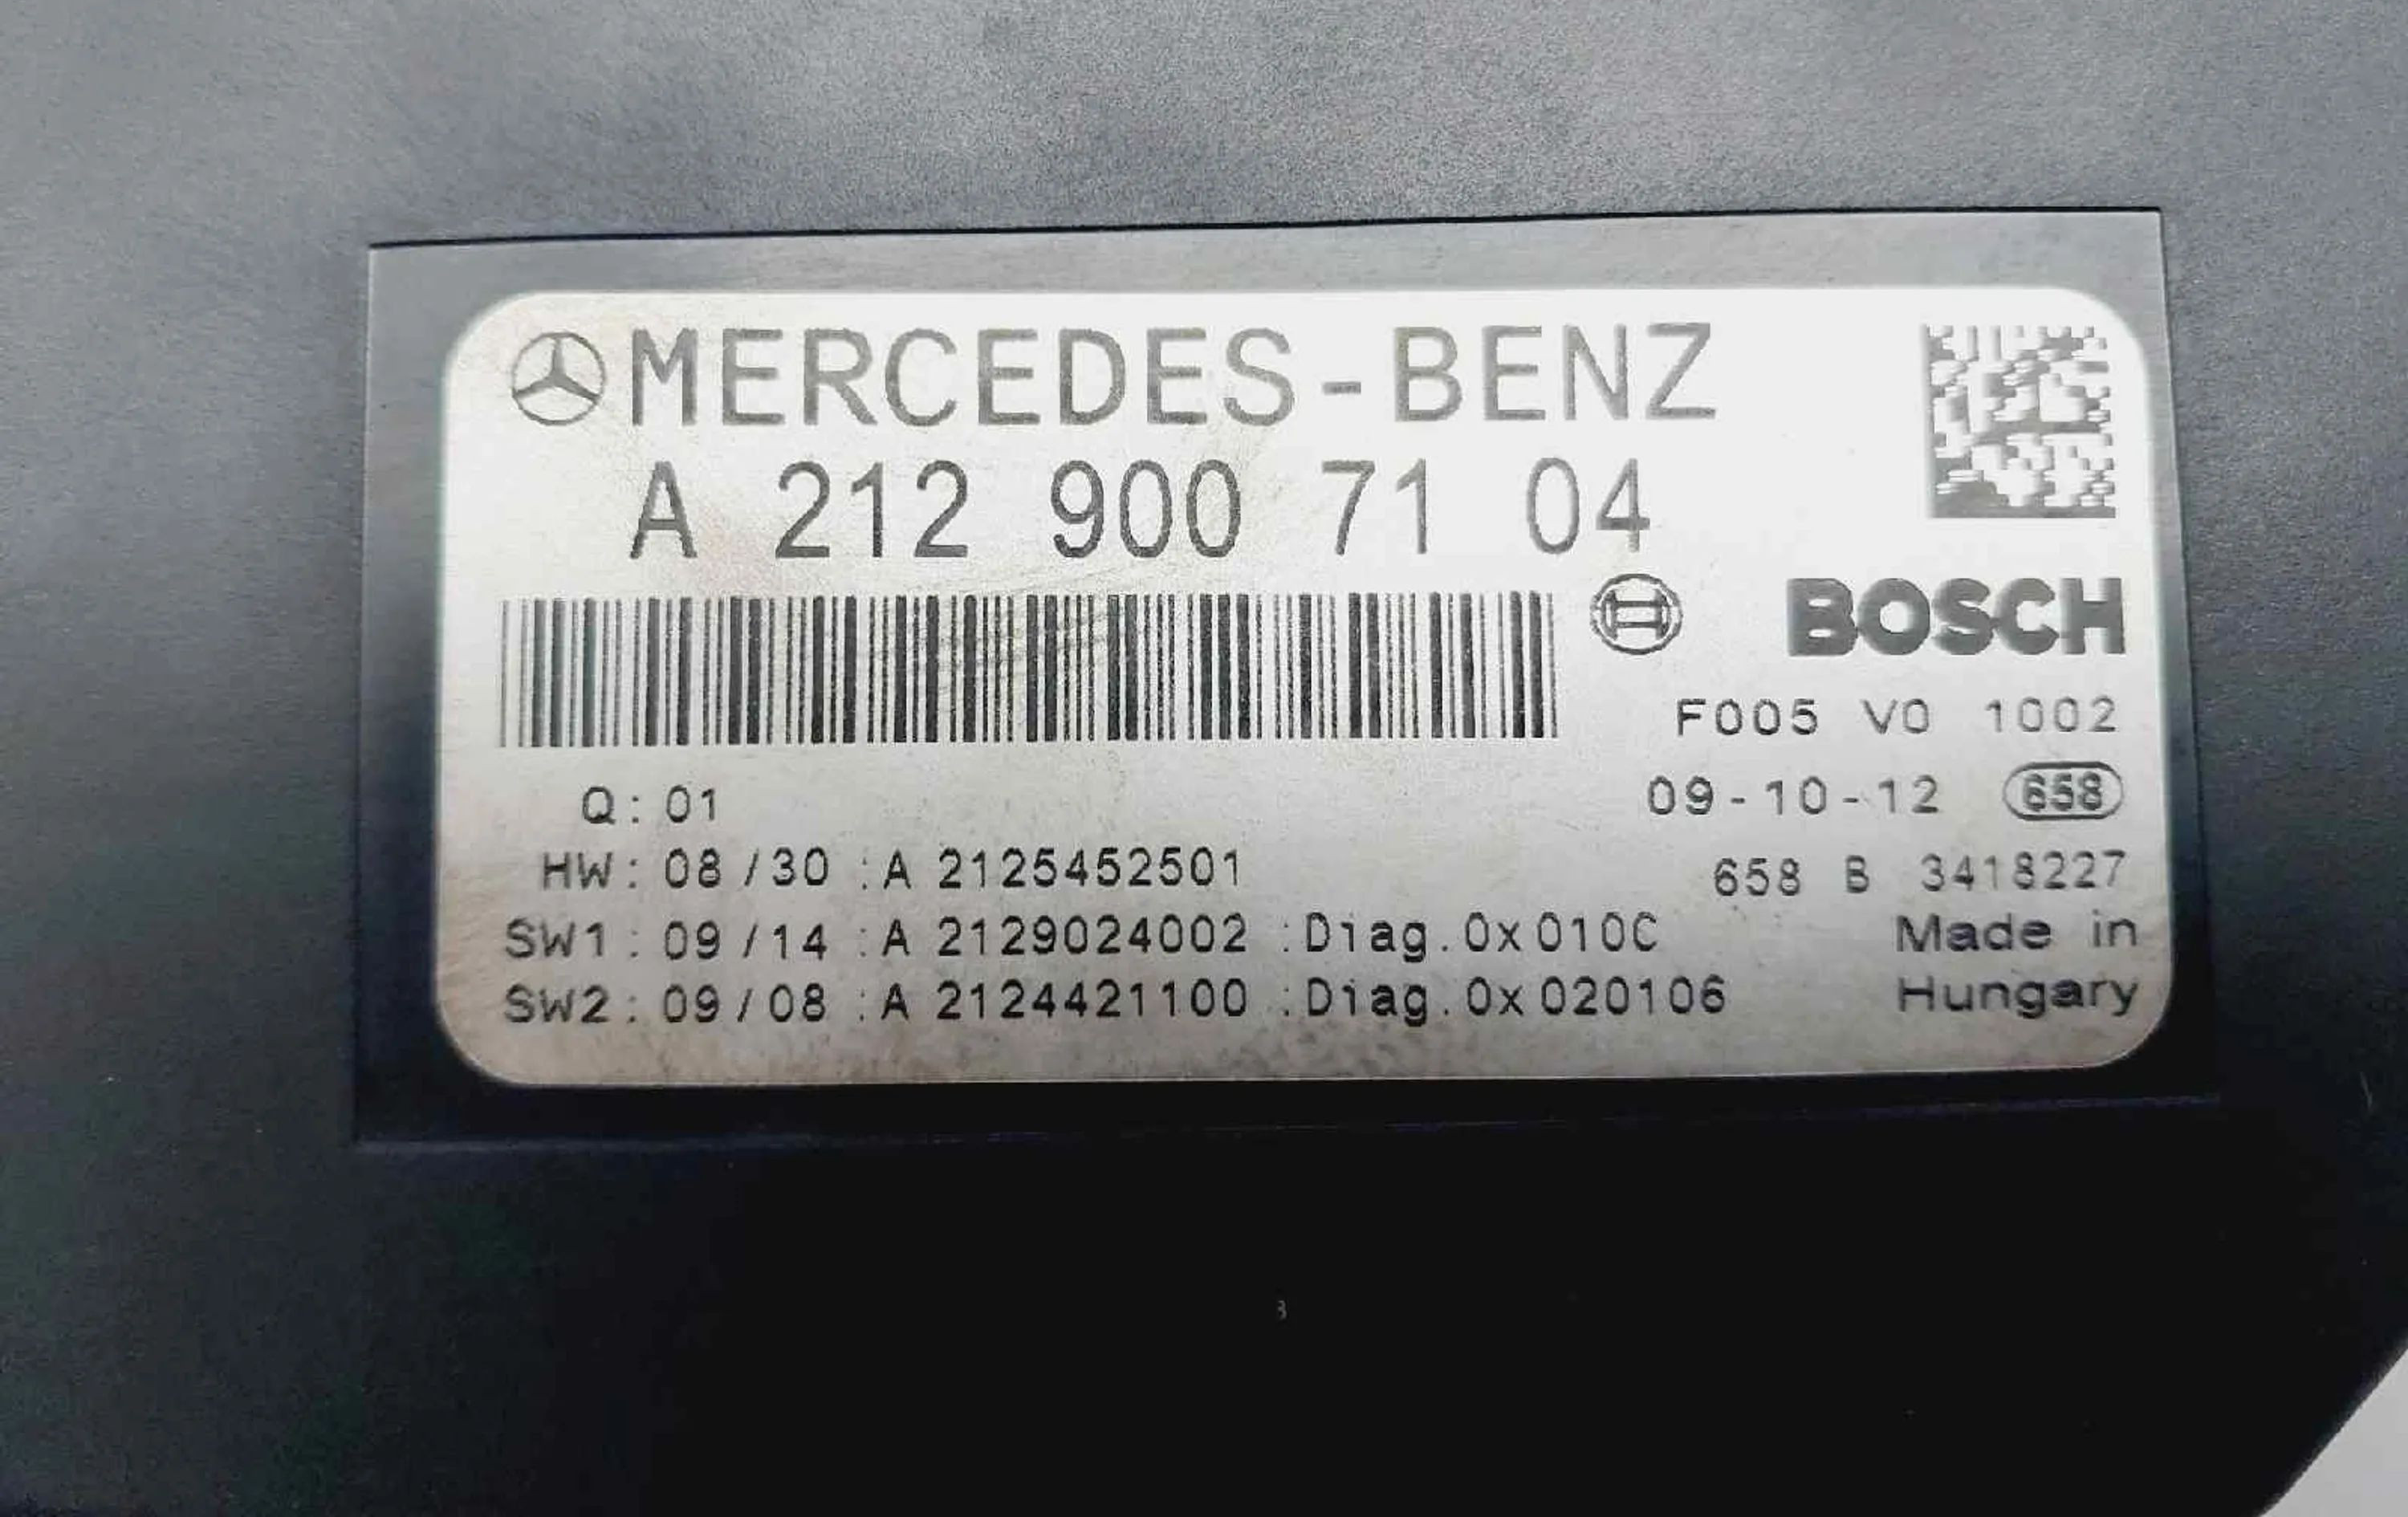 MERCEDES-BENZ
A 212 900 71 04
BOSCH
F005 V0 1002
Q: 01
09-10-12 658
HW: 08/30 :A 2125452501
658 B 3418227
SW1: 09/14 :A 2129024002 :Diag.0x010C
Made in
SW2: 09/08 :A 2124421100 :Diag.0x020106
Hungary